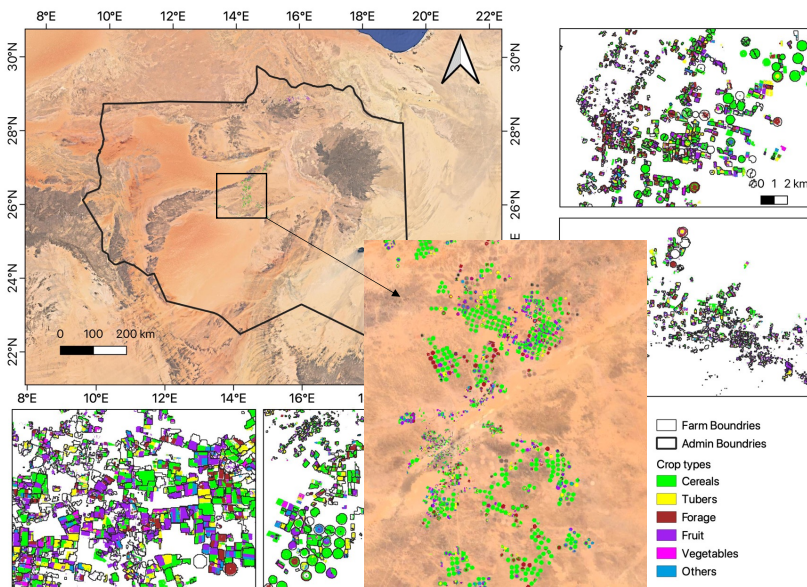 8°E 10°E 12°E 14°E 16°E 18°E 20°E 22°E
30°N
28°N
26°N
24°N
22°N
30°N
28°N
26°N
E
0 100 200 km
8°E 10°E 12°E 14°E 16°E 18
0 1 2 km
Farm Boundries
Admin Boundries
Crop types
Cereals
Tubers
Forage
Fruit
Vegetables
Others